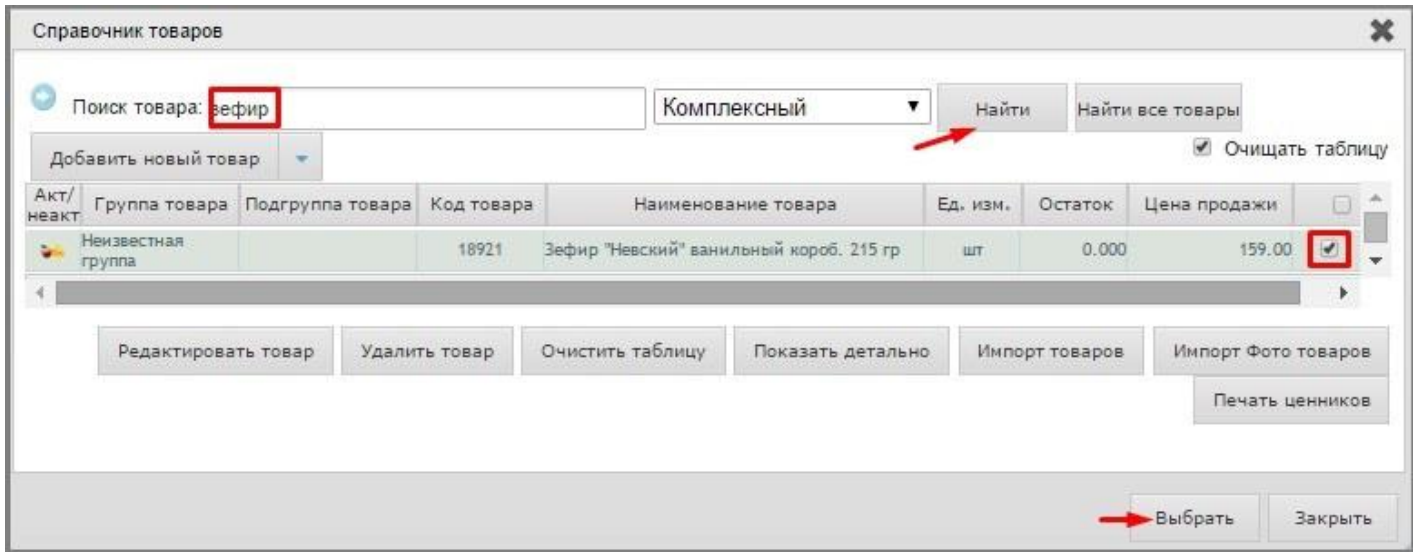 Справочник товаров
Поиск товара: зефир Комплексный Найти Найти все товары
Добавить новый товар Очищать таблицу
Акт/ неакт Группа товара Подгруппа товара Код товара Наименование товара Ед. изм. Остаток Цена продажи
Неизвестная группа 18921 Зефир "Невский" ванильный короб. 215 гр шт 0.000 159.00
Редактировать товар Удалить товар Очистить таблицу Показать детально Импорт товаров Импорт Фото товаров
Печать ценников
Выбрать Закрыть